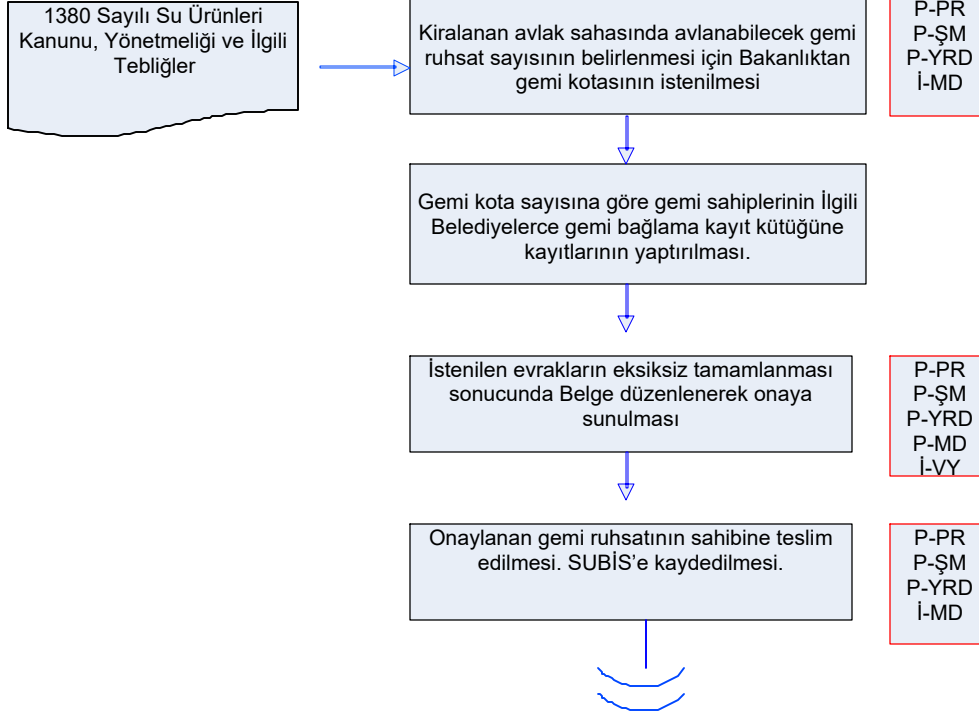 1380 Sayılı Su Ürünleri
Kanunu, Yönetmeliği ve İlgili
Tebliğler
Kiralanan avlak sahasında avlanabilecek gemi
ruhsat sayısının belirlenmesi için Bakanlıktan
gemi kotasının istenilmesi
P-PR
P-ŞM
P-YRD
İ-MD
Gemi kota sayısına göre gemi sahiplerinin İlgili
Belediyelerce gemi bağlama kayıt kütüğüne
kayıtlarının yaptırılması.
İstenilen evrakların eksiksiz tamamlanması
sonucunda Belge düzenlenerek onaya
sunulması
P-PR
P-ŞM
P-YRD
P-MD
İ-VY
Onaylanan gemi ruhsatının sahibine teslim
edilmesi. SUBİS’e kaydedilmesi.
P-PR
P-ŞM
P-YRD
İ-MD